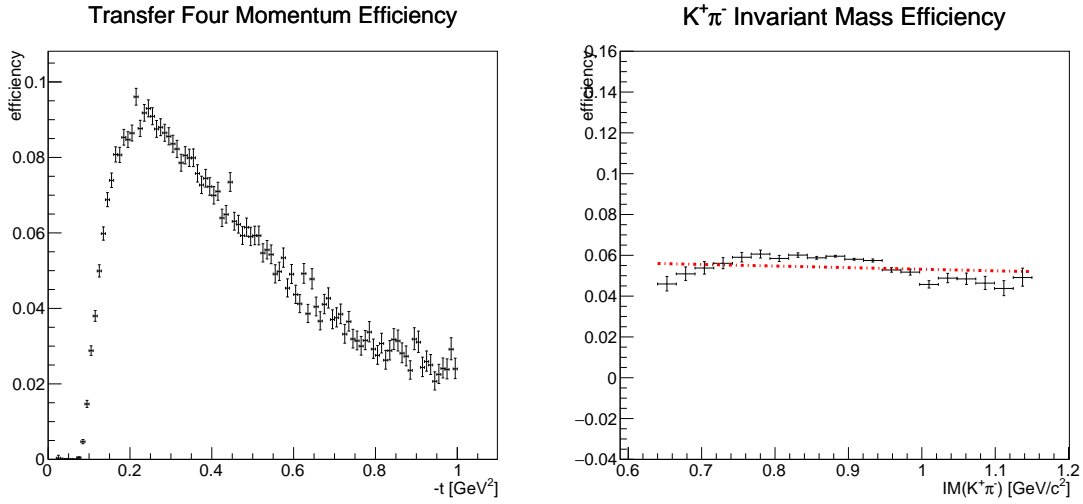 Transfer Four Momentum Efficiency
efficiency
0.1
0.08
0.06
0.04
0.02
0
0 0.2 0.4 0.6 0.8 1
-t [GeV²]
K⁺π⁻ Invariant Mass Efficiency
efficiency
0.16
0.14
0.12
0.1
0.08
0.06
0.04
0.02
0
−0.02
−0.04
0.6 0.7 0.8 0.9 1 1.1 1.2
IM(K⁺π⁻) [GeV/c²]